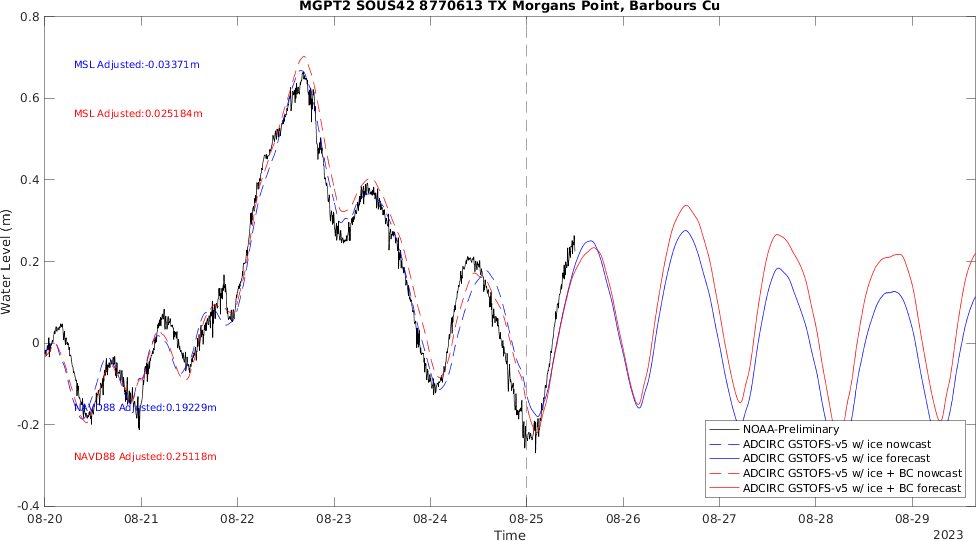 MGPT2 SOUS42 8770613 TX Morgans Point, Barbours Cu
0.8
MSL Adjusted:-0.03371m
0.6
MSL Adjusted:0.025184m
0.4
Water Level (m)
0.2
0
NAVD88 Adjusted:0.19229m
-0.2
NAVD88 Adjusted:0.25118m
-0.4
NOAA-Preliminary
ADCIRC GSTOFS-v5 w/ ice nowcast
ADCIRC GSTOFS-v5 w/ ice forecast
ADCIRC GSTOFS-v5 w/ice + BC nowcast
ADCIRC GSTOFS-v5 w/ice + BC forecast
08-20 08-21 08-22 08-23 08-24 08-25 08-26 08-27 08-28 08-29
Time
2023